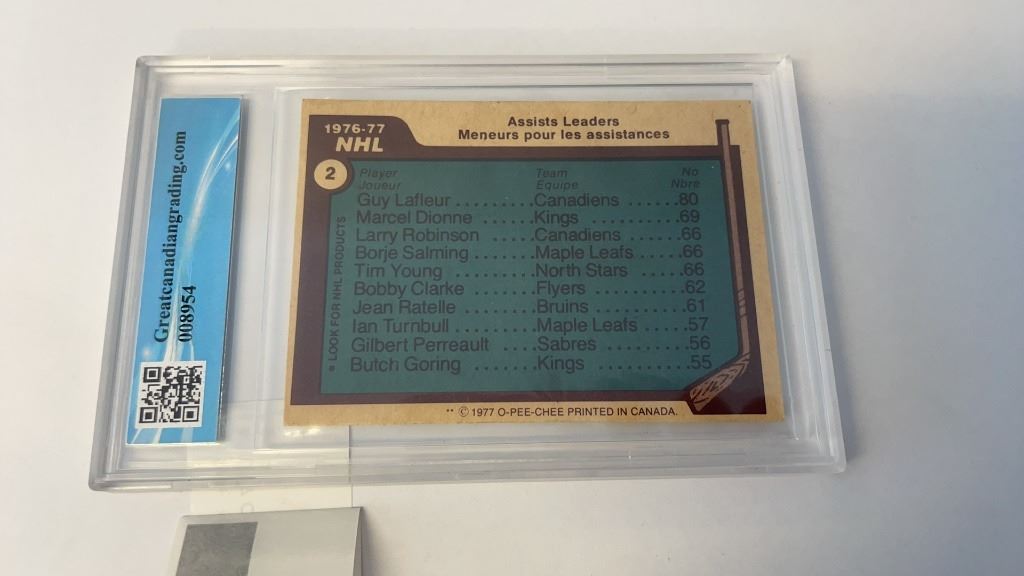 Greatcanadiangrading.com
008954
1976-77
NHL
Assists Leaders
Meneurs pour les assistances
2
Player Team No
Joueur Equipe Nbre
Guy Lafleur.........Canadiens ......80
Marcel Dionne.........Kings..............69
Larry Robinson ......Canadiens ......66
Borje Salming........Maple Leafs.....66
Tim Young .............North Stars .....66
Bobby Clarke ........Flyers.............62
Jean Ratelle .........Bruins.............61
Ian Turnbull ..........Maple Leafs......57
Gilbert Perreault ....Sabres............56
Butch Goring.........Kings..............55
* LOOK FOR NHL PRODUCTS
NHL
** © 1977 O-PEE-CHEE PRINTED IN CANADA.